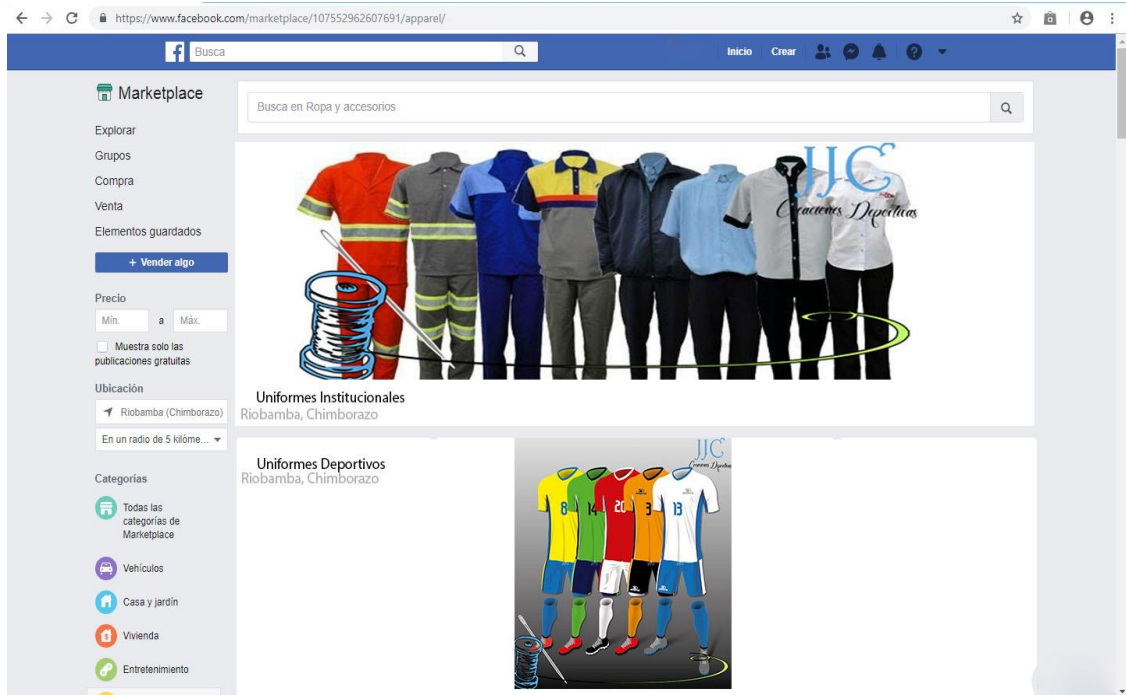 https://www.facebook.com/marketplace/107552962607691/apparel/
Busca
Inicio Crear
Marketplace
Explorar
Grupos
Compra
Venta
Elementos guardados
+ Vender algo
Precio
Mín. a Máx.
Muestra solo las
publicaciones gratuitas
Ubicación
Riobamba (Chimborazo)
En un radio de 5 kilóme...
Categorías
Todas las
categorías de
Marketplace
Vehículos
Casa y jardín
Vivienda
Entretenimiento
Busca en Ropa y accesorios
JJC
Creaciones Deportivas
Uniformes Institucionales
Riobamba, Chimborazo
Uniformes Deportivos
Riobamba, Chimborazo
JJC
Creaciones Deportiva
8 14 20 3 13